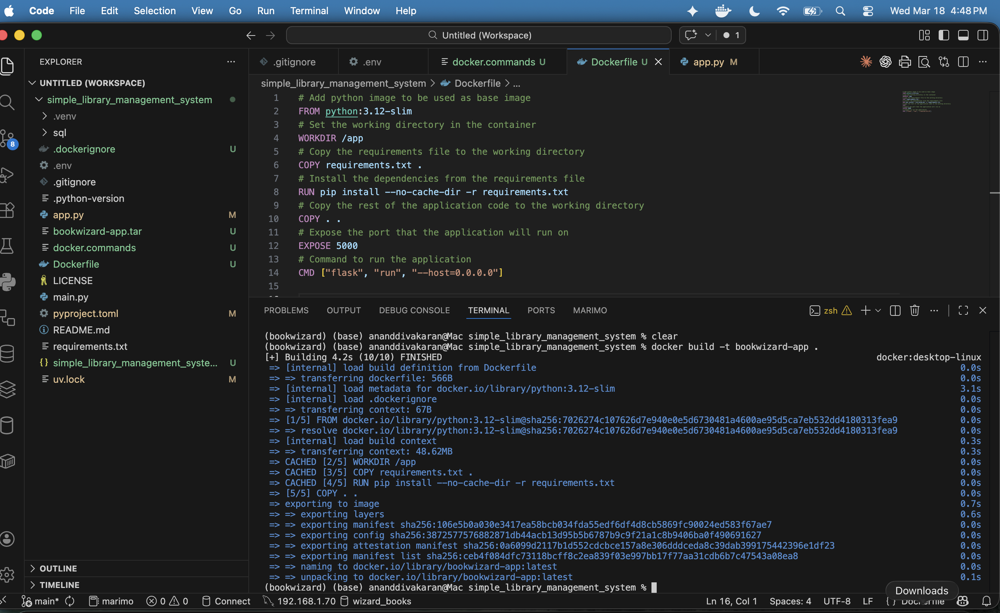 Code File Edit Selection View Go Run Terminal Window Help Wed Mar 18 4:48 PM
Untitled (Workspace) 1
EXPLORER
UNTITLED (WORKSPACE)
simple_library_management_system
.venv
sql
.dockerignore U
.env
.gitignore
.python-version
app.py M
bookwizard-app.tar U
docker.commands U
Dockerfile U
LICENSE
main.py
pyproject.toml M
README.md
requirements.txt
simple_library_management_syste... U
uv.lock M
OUTLINE
TIMELINE
8
.gitignore .env docker.commands U Dockerfile U app.py M
simple_library_management_system > Dockerfile > ...
1 # Add python image to be used as base image
2 FROM python:3.12-slim
3 # Set the working directory in the container
4 WORKDIR /app
5 # Copy the requirements file to the working directory
6 COPY requirements.txt .
7 # Install the dependencies from the requirements file
8 RUN pip install --no-cache-dir -r requirements.txt
9 # Copy the rest of the application code to the working directory
10 COPY . .
11 # Expose the port that the application will run on
12 EXPOSE 5000
13 # Command to run the application
14 CMD ["flask", "run", "--host=0.0.0.0"]
15
PROBLEMS OUTPUT DEBUG CONSOLE TERMINAL PORTS MARIMO zsh
(bookwizard) (base) ananddivakaran@Mac simple_library_management_system % clear
(bookwizard) (base) ananddivakaran@Mac simple_library_management_system % docker build -t bookwizard-app .
[+] Building 4.2s (10/10) FINISHED docker:desktop-linux
=> [internal] load build definition from Dockerfile 0.0s
=> => transferring dockerfile: 566B 0.0s
=> [internal] load metadata for docker.io/library/python:3.12-slim 3.1s
=> [internal] load .dockerignore 0.0s
=> => transferring context: 67B 0.0s
=> [1/5] FROM docker.io/library/python:3.12-slim@sha256:7026274c107626d7e940e0e5d6730481a4600ae95d5ca7eb532dd4180313fea9 0.0s
=> => resolve docker.io/library/python:3.12-slim@sha256:7026274c107626d7e940e0e5d6730481a4600ae95d5ca7eb532dd4180313fea9 0.0s
=> [internal] load build context 0.3s
=> => transferring context: 48.62MB 0.3s
=> CACHED [2/5] WORKDIR /app 0.0s
=> CACHED [3/5] COPY requirements.txt . 0.0s
=> CACHED [4/5] RUN pip install --no-cache-dir -r requirements.txt 0.0s
=> [5/5] COPY . . 0.0s
=> exporting to image 0.7s
=> => exporting layers 0.6s
=> => exporting manifest sha256:106e5b0a030e3417ea58bcb034fda55edf6df4d8cb5869fc90024ed583f67ae7 0.0s
=> => exporting config sha256:3872577576882871db44acb13d95b5b6787b9c9f21a1c8b9406ba0f490691627 0.0s
=> => exporting attestation manifest sha256:0a6099d2117b1d552cdcbce157a8e306dddceda8c39dab399175442396e1df23 0.0s
=> => exporting manifest list sha256:ceb4f084dfc73118bcff8c2ea839f03e997bb17f77aa31cdb6b7c47543a08ea8 0.0s
=> => naming to docker.io/library/bookwizard-app:latest 0.0s
=> => unpacking to docker.io/library/bookwizard-app:latest 0.1s
(bookwizard) (base) ananddivakaran@Mac simple_library_management_system %
Downloads
main* marimo 0 0 Connect 192.168.1.70 wizard_books Ln 16, Col 1 Spaces: 4 UTF-8 LF {} Dockerfile